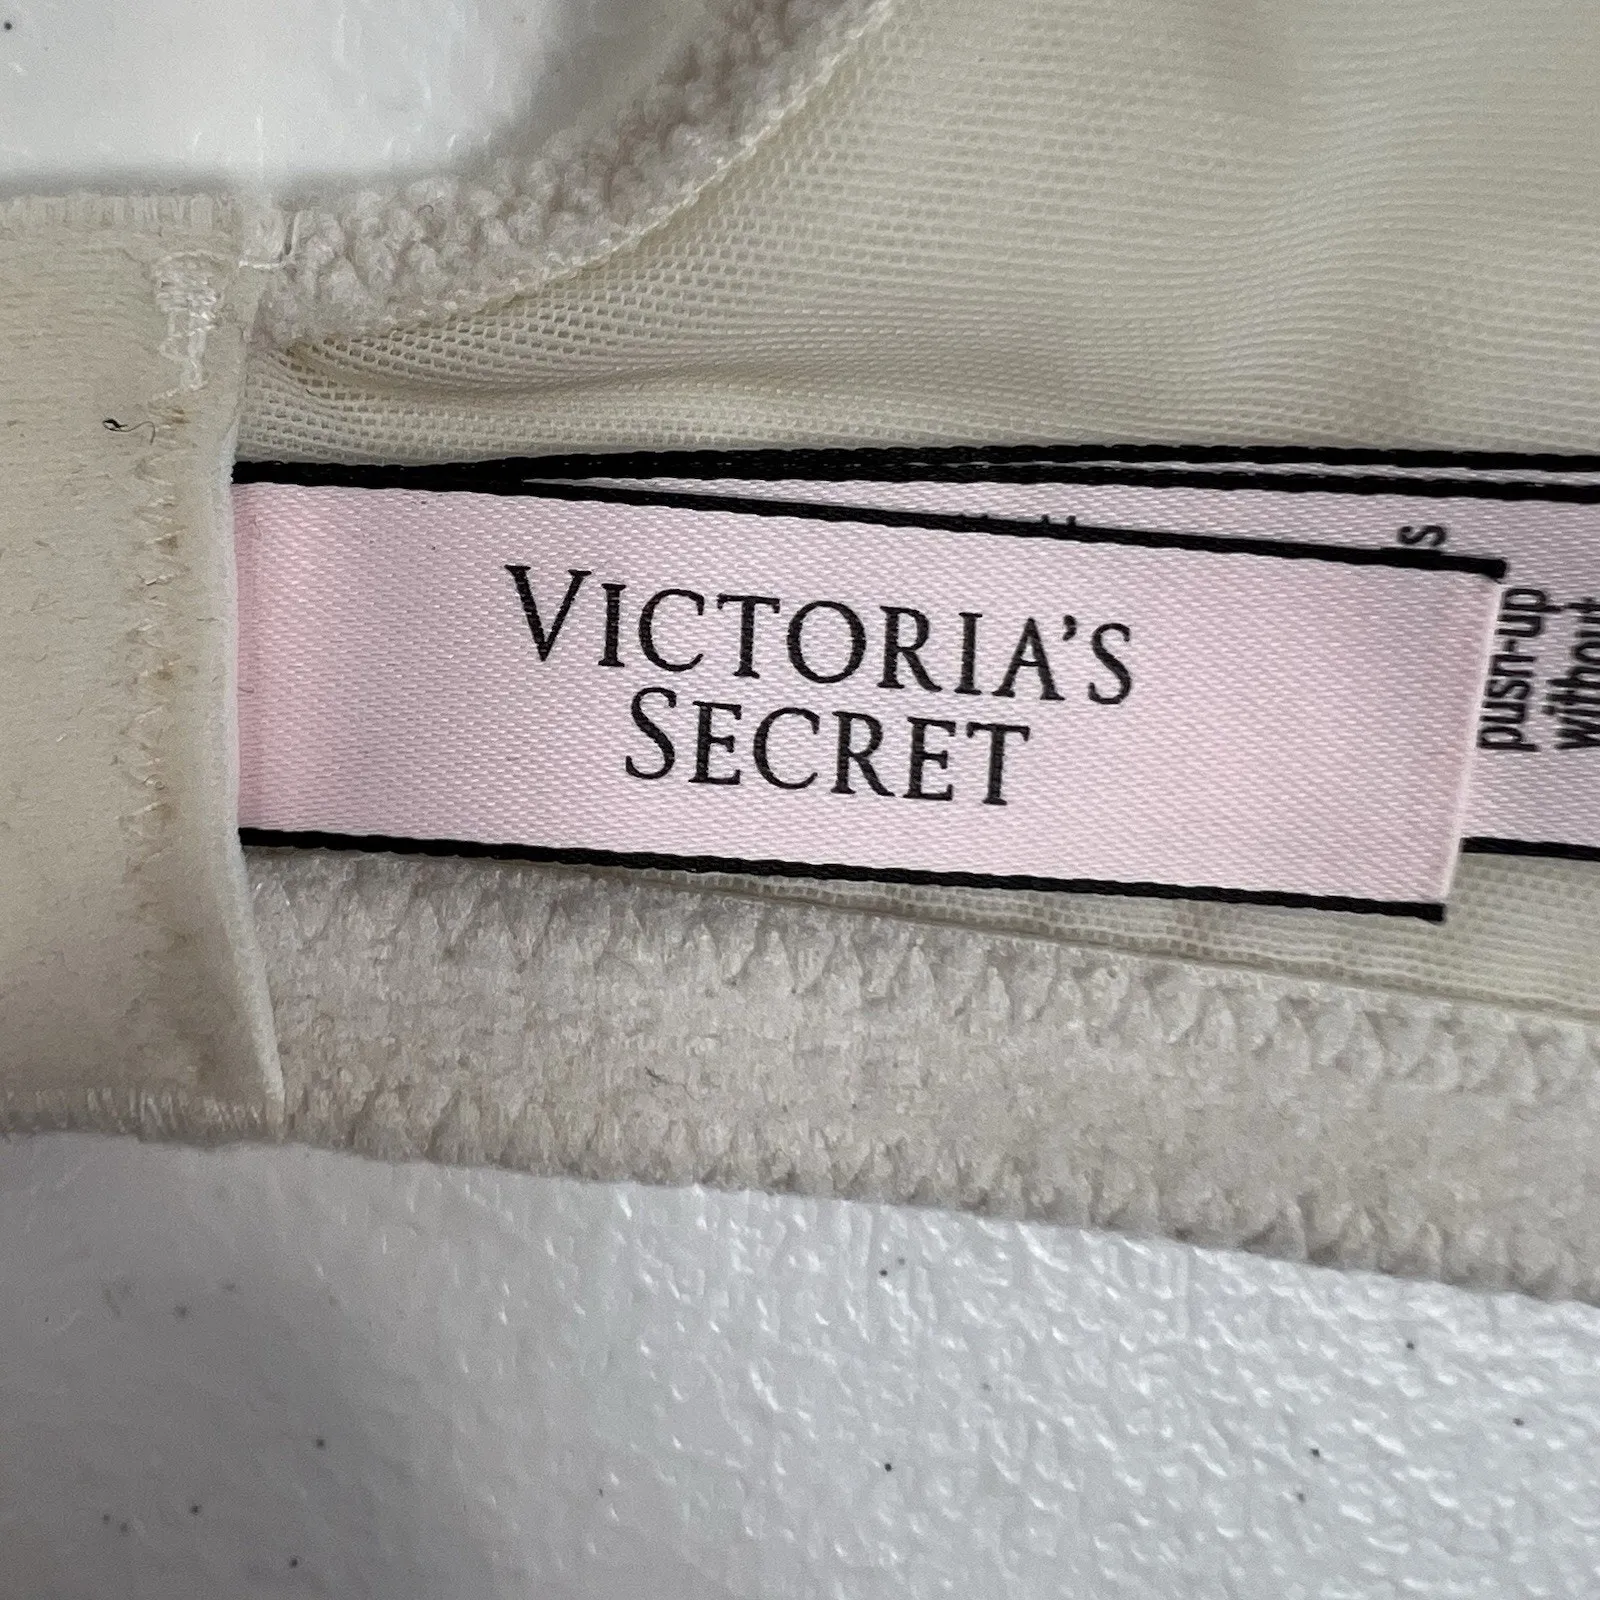 VICTORIA'S
SECRET
s
push-up
without